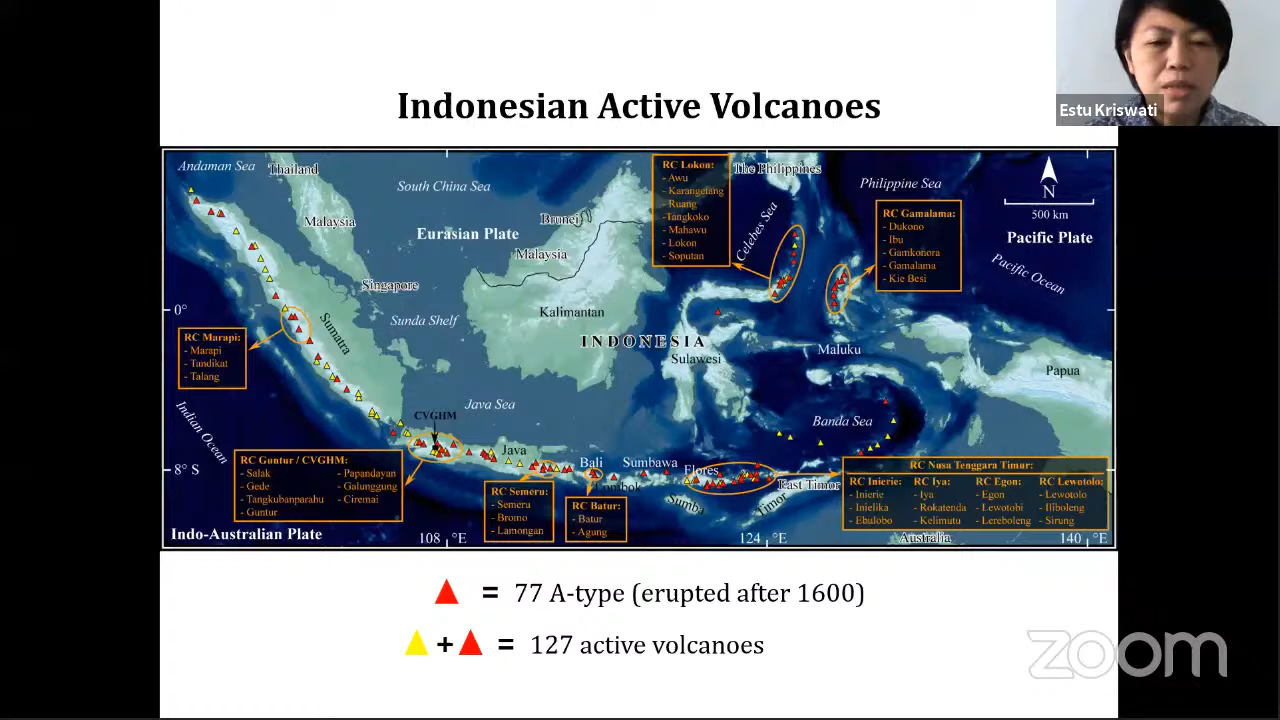 Estu Kriswati
Indonesian Active Volcanoes
Andaman Sea
Thailand
South China Sea
Malaysia
Brunei
Eurasian Plate
Malaysia
Singapore
Sunda Shelf
Kalimantan
0°
Sumatra
RC Marapi:
- Marapi
- Tandikat
- Talang
INDONESIA
Sulawesi
RC Lokon:
- Awu
- Karangetang
- Ruang
- Tangkoko
- Mahawu
- Lokon
- Soputan
The Philippines
Celebes Sea
Philippine Sea
N
500 km
Pacific Plate
Pacific Ocean
RC Gamalama:
- Dukono
- Ibu
- Gamkonora
- Gamalama
- Kie Besi
Maluku
Papua
Banda Sea
Indian Ocean
Java Sea
CVGHM
Java
Bali
Lombok
Sumbawa
Flores
Sumba
East Timor
Timor
8° S
RC Guntur / CVGHM:
- Salak - Papandayan
- Gede - Galunggung
- Tangkubanparahu - Ciremai
- Guntur
RC Semeru:
- Semeru
- Bromo
- Lamongan
RC Batur:
- Batur
- Agung
RC Nusa Tenggara Timur:
RC Inierie: RC Iya: RC Egon: RC Lewotolo:
- Inierie - Iya - Egon - Lewotolo
- Inielika - Rokatenda - Lewotobi - Iliboleng
- Ebulobo - Kelimutu - Lereboleng - Sirung
Indo-Australian Plate
108 °E
124 °E
Australia
140 °E
= 77 A-type (erupted after 1600)
+ = 127 active volcanoes
zoom